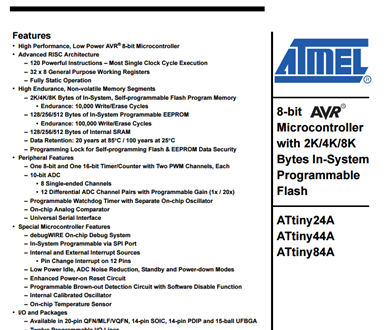 Features
• High Performance, Low Power AVR® 8-bit Microcontroller
• Advanced RISC Architecture
– 120 Powerful Instructions – Most Single Clock Cycle Execution
– 32 x 8 General Purpose Working Registers
– Fully Static Operation
• High Endurance, Non-volatile Memory Segments
– 2K/4K/8K Bytes of In-System, Self-programmable Flash Program Memory
• Endurance: 10,000 Write/Erase Cycles
– 128/256/512 Bytes of In-System Programmable EEPROM
• Endurance: 100,000 Write/Erase Cycles
– 128/256/512 Bytes of Internal SRAM
– Data Retention: 20 years at 85°C / 100 years at 25°C
– Programming Lock for Self-programming Flash & EEPROM Data Security
• Peripheral Features
– One 8-bit and One 16-bit Timer/Counter with Two PWM Channels, Each
– 10-bit ADC
• 8 Single-ended Channels
• 12 Differential ADC Channel Pairs with Programmable Gain (1x / 20x)
– Programmable Watchdog Timer with Separate On-chip Oscillator
– On-chip Analog Comparator
– Universal Serial Interface
• Special Microcontroller Features
– debugWIRE On-chip Debug System
– In-System Programmable via SPI Port
– Internal and External Interrupt Sources
• Pin Change Interrupt on 12 Pins
– Low Power Idle, ADC Noise Reduction, Standby and Power-down Modes
– Enhanced Power-on Reset Circuit
– Programmable Brown-out Detection Circuit with Software Disable Function
– Internal Calibrated Oscillator
– On-chip Temperature Sensor
• I/O and Packages
– Available in 20-pin QFN/MLF/VQFN, 14-pin SOIC, 14-pin PDIP and 15-ball UFBGA
– Twelve Programmable I/O Lines
ATMEL
8-bit AVR
Microcontroller
with 2K/4K/8K
Bytes In-System
Programmable
Flash
ATtiny24A
ATtiny44A
ATtiny84A